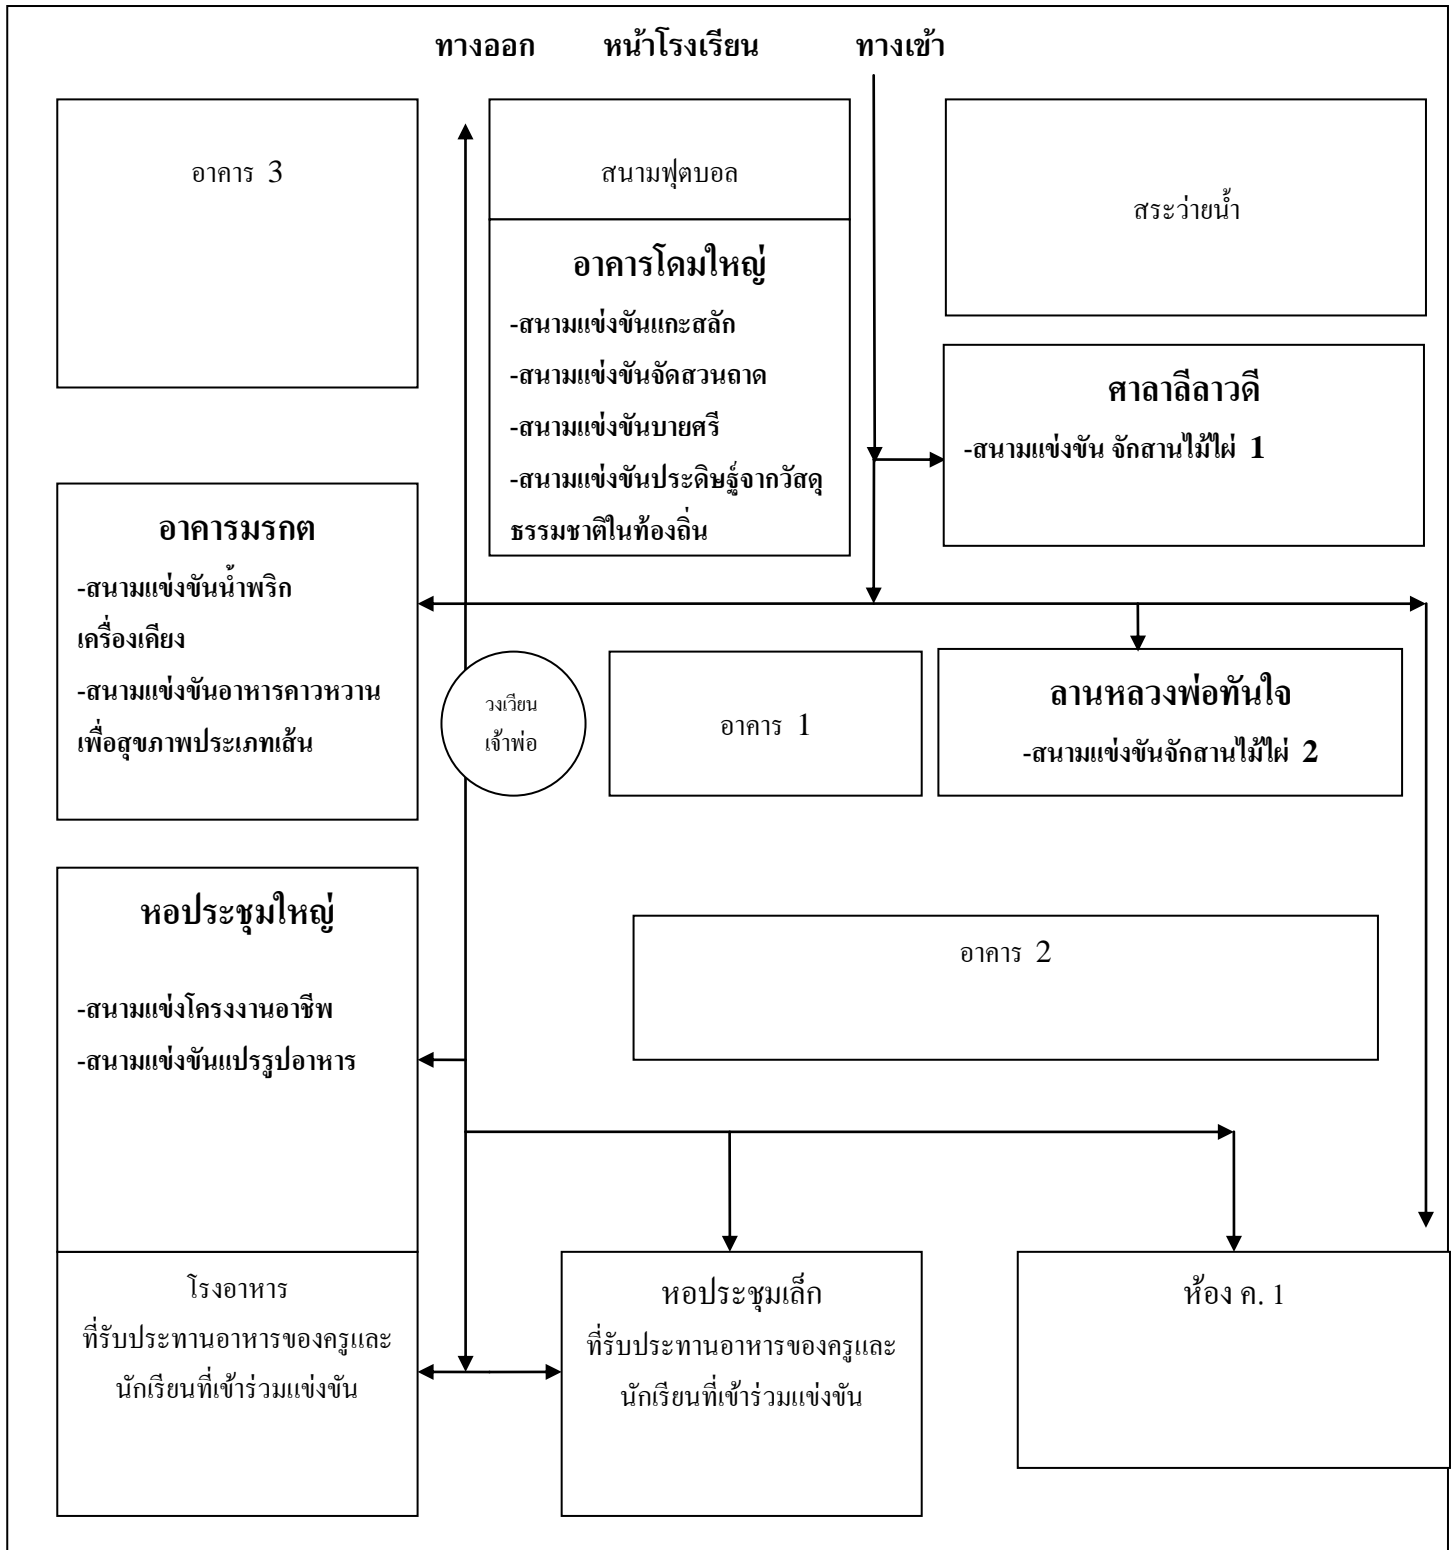 ทางออก หน้าโรงเรียน ทางเข้า
อาคาร 3
สนามฟุตบอล
สระว่ายน้ำ
อาคารโดมใหญ่
-สนามแข่งขันแกะสลัก
-สนามแข่งขันจัดสวนถาด
-สนามแข่งขันบายศรี
-สนามแข่งขันประดิษฐ์จากวัสดุ
ธรรมชาติในท้องถิ่น
ศาลาลีลาวดี
-สนามแข่งขัน จักสานไม้ไผ่ 1
อาคารมรกต
-สนามแข่งขันน้ำพริก
เครื่องเคียง
-สนามแข่งขันอาหารคาวหวาน
เพื่อสุขภาพประเภทเส้น
วงเวียน
เจ้าพ่อ
อาคาร 1
ลานหลวงพ่อทันใจ
-สนามแข่งขันจักสานไม้ไผ่ 2
หอประชุมใหญ่
-สนามแข่งโครงงานอาชีพ
-สนามแข่งขันแปรรูปอาหาร
อาคาร 2
โรงอาหาร
ที่รับประทานอาหารของครูและ
นักเรียนที่เข้าร่วมแข่งขัน
หอประชุมเล็ก
ที่รับประทานอาหารของครูและ
นักเรียนที่เข้าร่วมแข่งขัน
ห้อง ค. 1